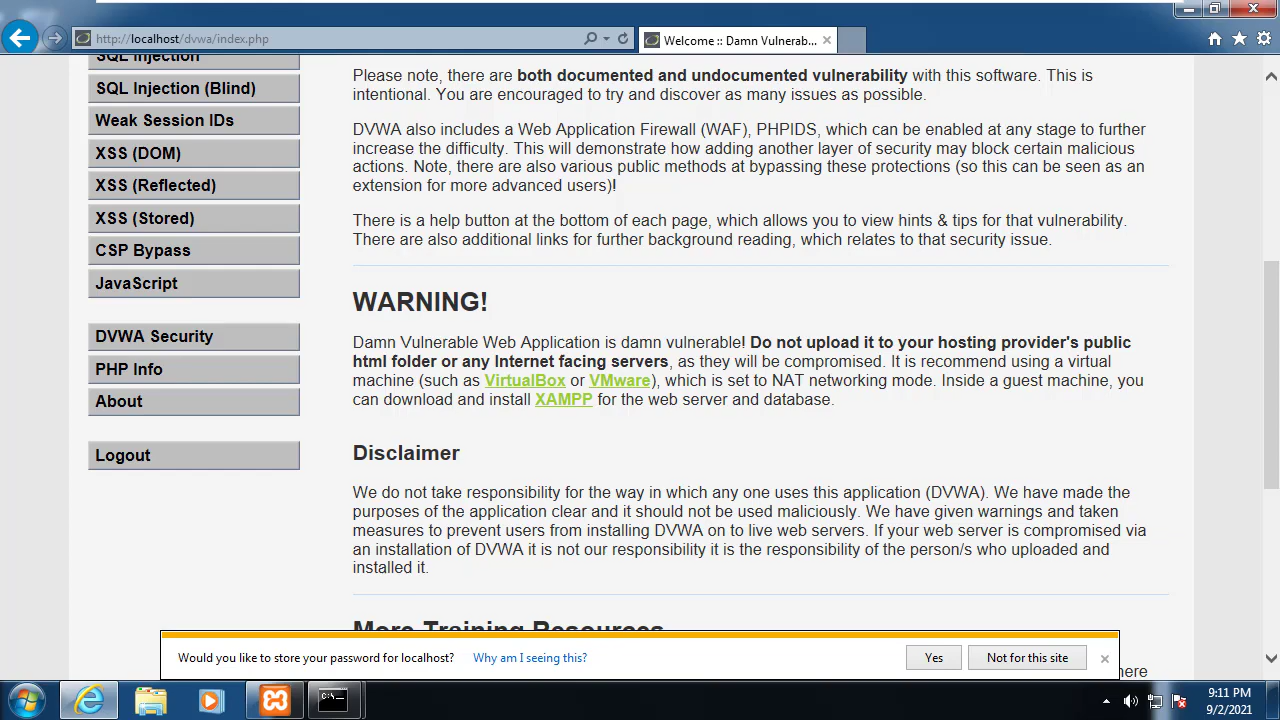 http://localhost/dvwa/index.php
Welcome :: Damn Vulnerab...
SQL Injection
SQL Injection (Blind)
Weak Session IDs
XSS (DOM)
XSS (Reflected)
XSS (Stored)
CSP Bypass
JavaScript
DVWA Security
PHP Info
About
Logout
Please note, there are both documented and undocumented vulnerability with this software. This is
intentional. You are encouraged to try and discover as many issues as possible.
DVWA also includes a Web Application Firewall (WAF), PHPIDS, which can be enabled at any stage to further
increase the difficulty. This will demonstrate how adding another layer of security may block certain malicious
actions. Note, there are also various public methods at bypassing these protections (so this can be seen as an
extension for more advanced users)!
There is a help button at the bottom of each page, which allows you to view hints & tips for that vulnerability.
There are also additional links for further background reading, which relates to that security issue.
WARNING!
Damn Vulnerable Web Application is damn vulnerable! Do not upload it to your hosting provider's public
html folder or any Internet facing servers, as they will be compromised. It is recommend using a virtual
machine (such as VirtualBox or VMware), which is set to NAT networking mode. Inside a guest machine, you
can download and install XAMPP for the web server and database.
Disclaimer
We do not take responsibility for the way in which any one uses this application (DVWA). We have made the
purposes of the application clear and it should not be used maliciously. We have given warnings and taken
measures to prevent users from installing DVWA on to live web servers. If your web server is compromised via
an installation of DVWA it is not our responsibility it is the responsibility of the person/s who uploaded and
installed it.
More Training Resources
here
Would you like to store your password for localhost? Why am I seeing this? Yes Not for this site
C:\.
9:11 PM
9/2/2021